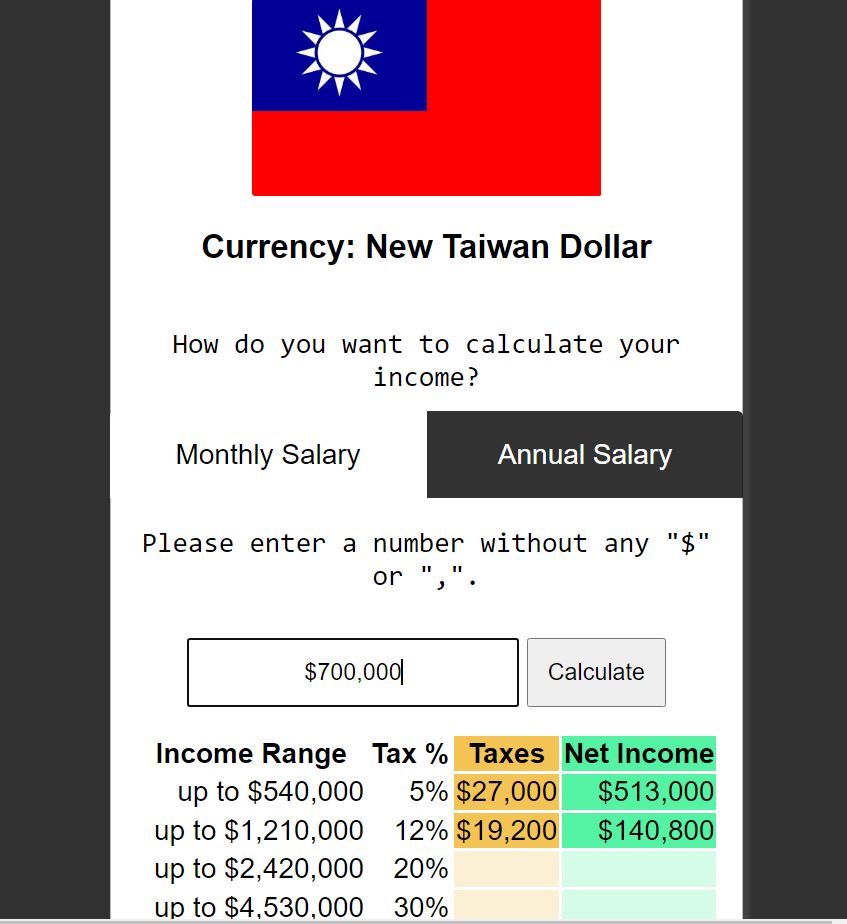 Currency: New Taiwan Dollar
How do you want to calculate your
income?
Monthly Salary Annual Salary
Please enter a number without any "$"
or ",".
$700,000 Calculate
Income Range Tax % Taxes Net Income
up to $540,000 5% $27,000 $513,000
up to $1,210,000 12% $19,200 $140,800
up to $2,420,000 20%
up to $4,530,000 30%